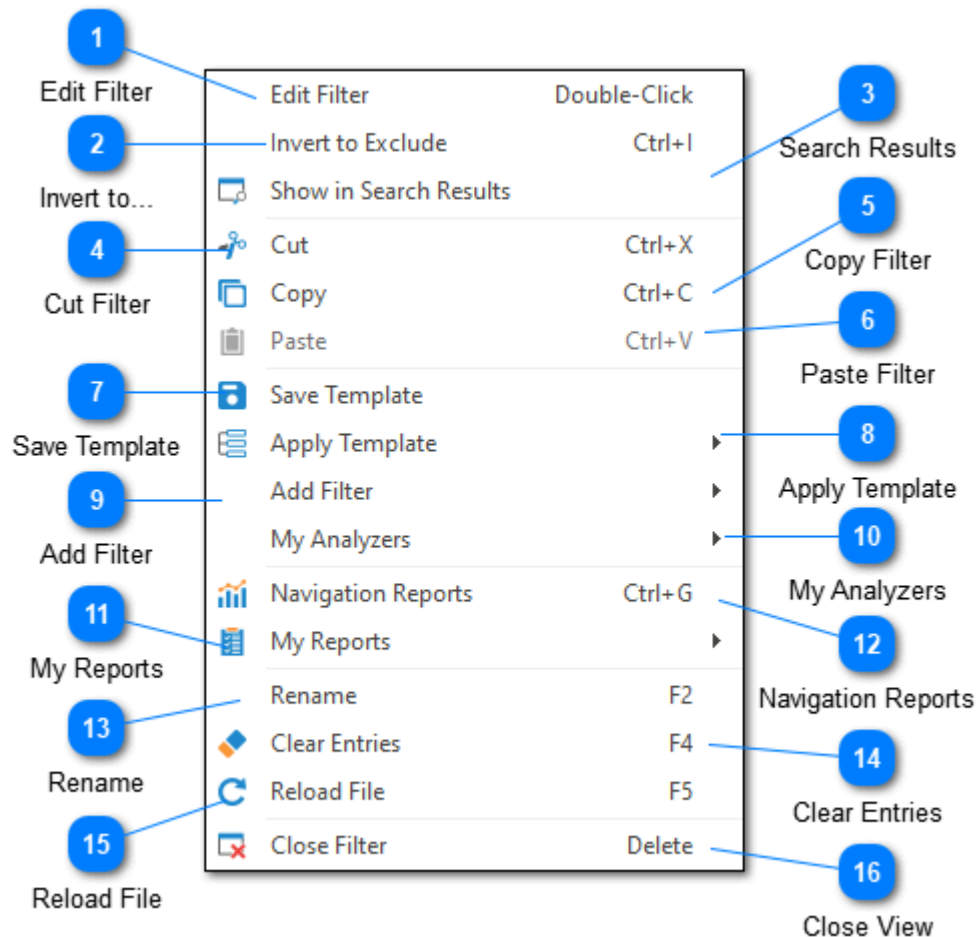 1
Edit Filter
2
Invert to...
4
Cut Filter
7
Save Template
9
Add Filter
11
My Reports
13
Rename
15
Reload File
Edit Filter Double-Click
Invert to Exclude Ctrl+I
Show in Search Results
Cut Ctrl+X
Copy Ctrl+C
Paste Ctrl+V
Save Template
Apply Template
Add Filter
My Analyzers
Navigation Reports Ctrl+G
My Reports
Rename F2
Clear Entries F4
Reload File F5
Close Filter Delete
3
Search Results
5
Copy Filter
6
Paste Filter
8
Apply Template
10
My Analyzers
12
Navigation Reports
14
Clear Entries
16
Close View